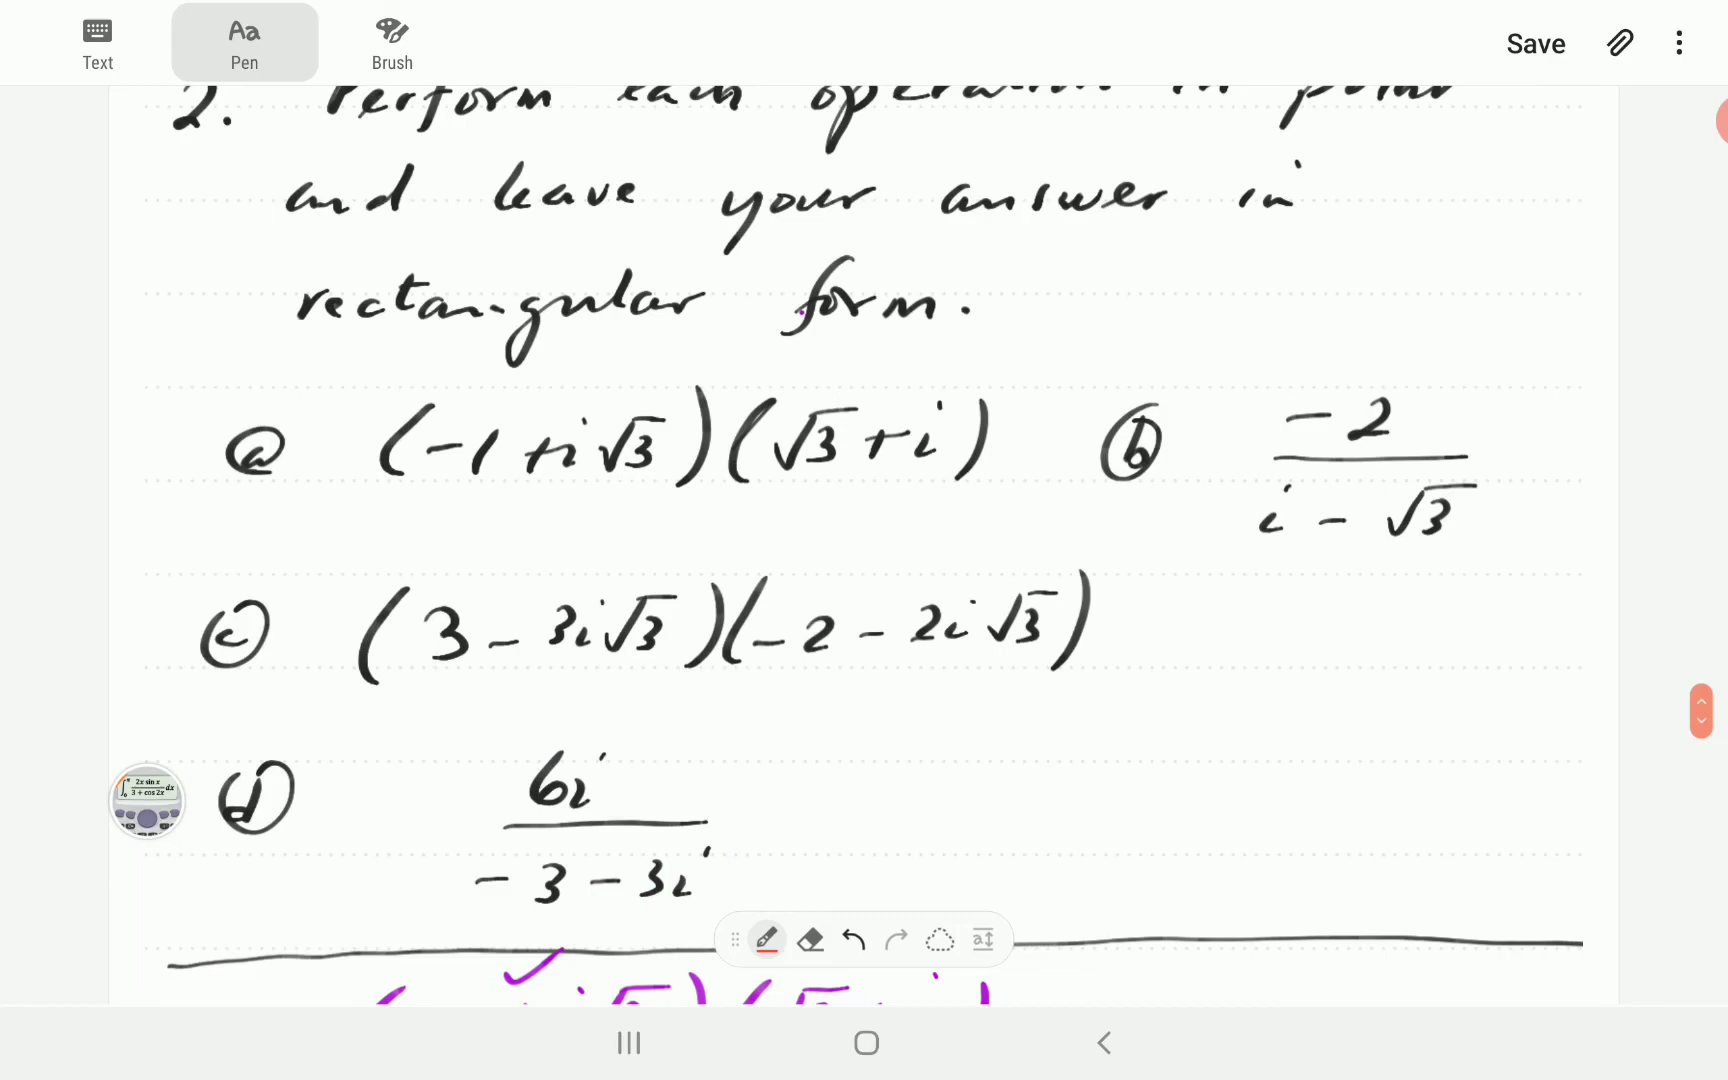 Text
Aa
Pen
Brush
Save
2. Perform each operation in polar
and leave your answer in
rectangular form.
ⓐ (-1 + i√3)(√3 + i) ⓑ -2 / (i - √3)
ⓒ (3 - 3i√3)(-2 - 2i√3)
ⓓ 6i / (-3 - 3i)